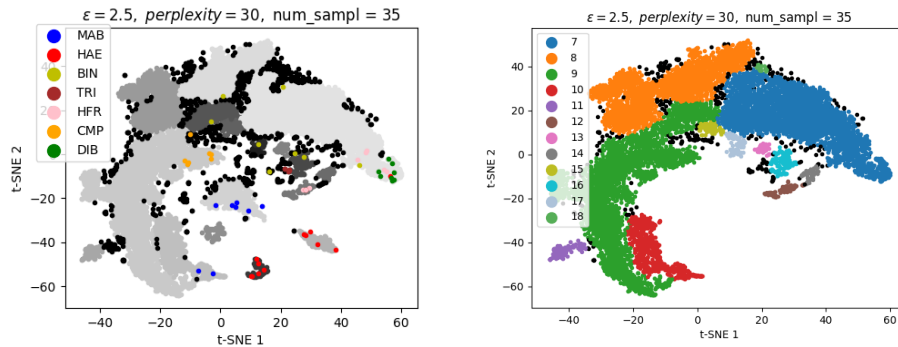 ε = 2.5, perplexity = 30, num_sampl = 35
MAB
HAE
BIN
TRI
HFR
CMP
DIB
t-SNE 2
40
20
0
−20
−40
−60
−40 −20 0 20 40 60
t-SNE 1
ε = 2.5, perplexity = 30, num_sampl = 35
7
8
9
10
11
12
13
14
15
16
17
18
t-SNE 2
40
20
0
−20
−40
−60
−40 −20 0 20 40 60
t-SNE 1